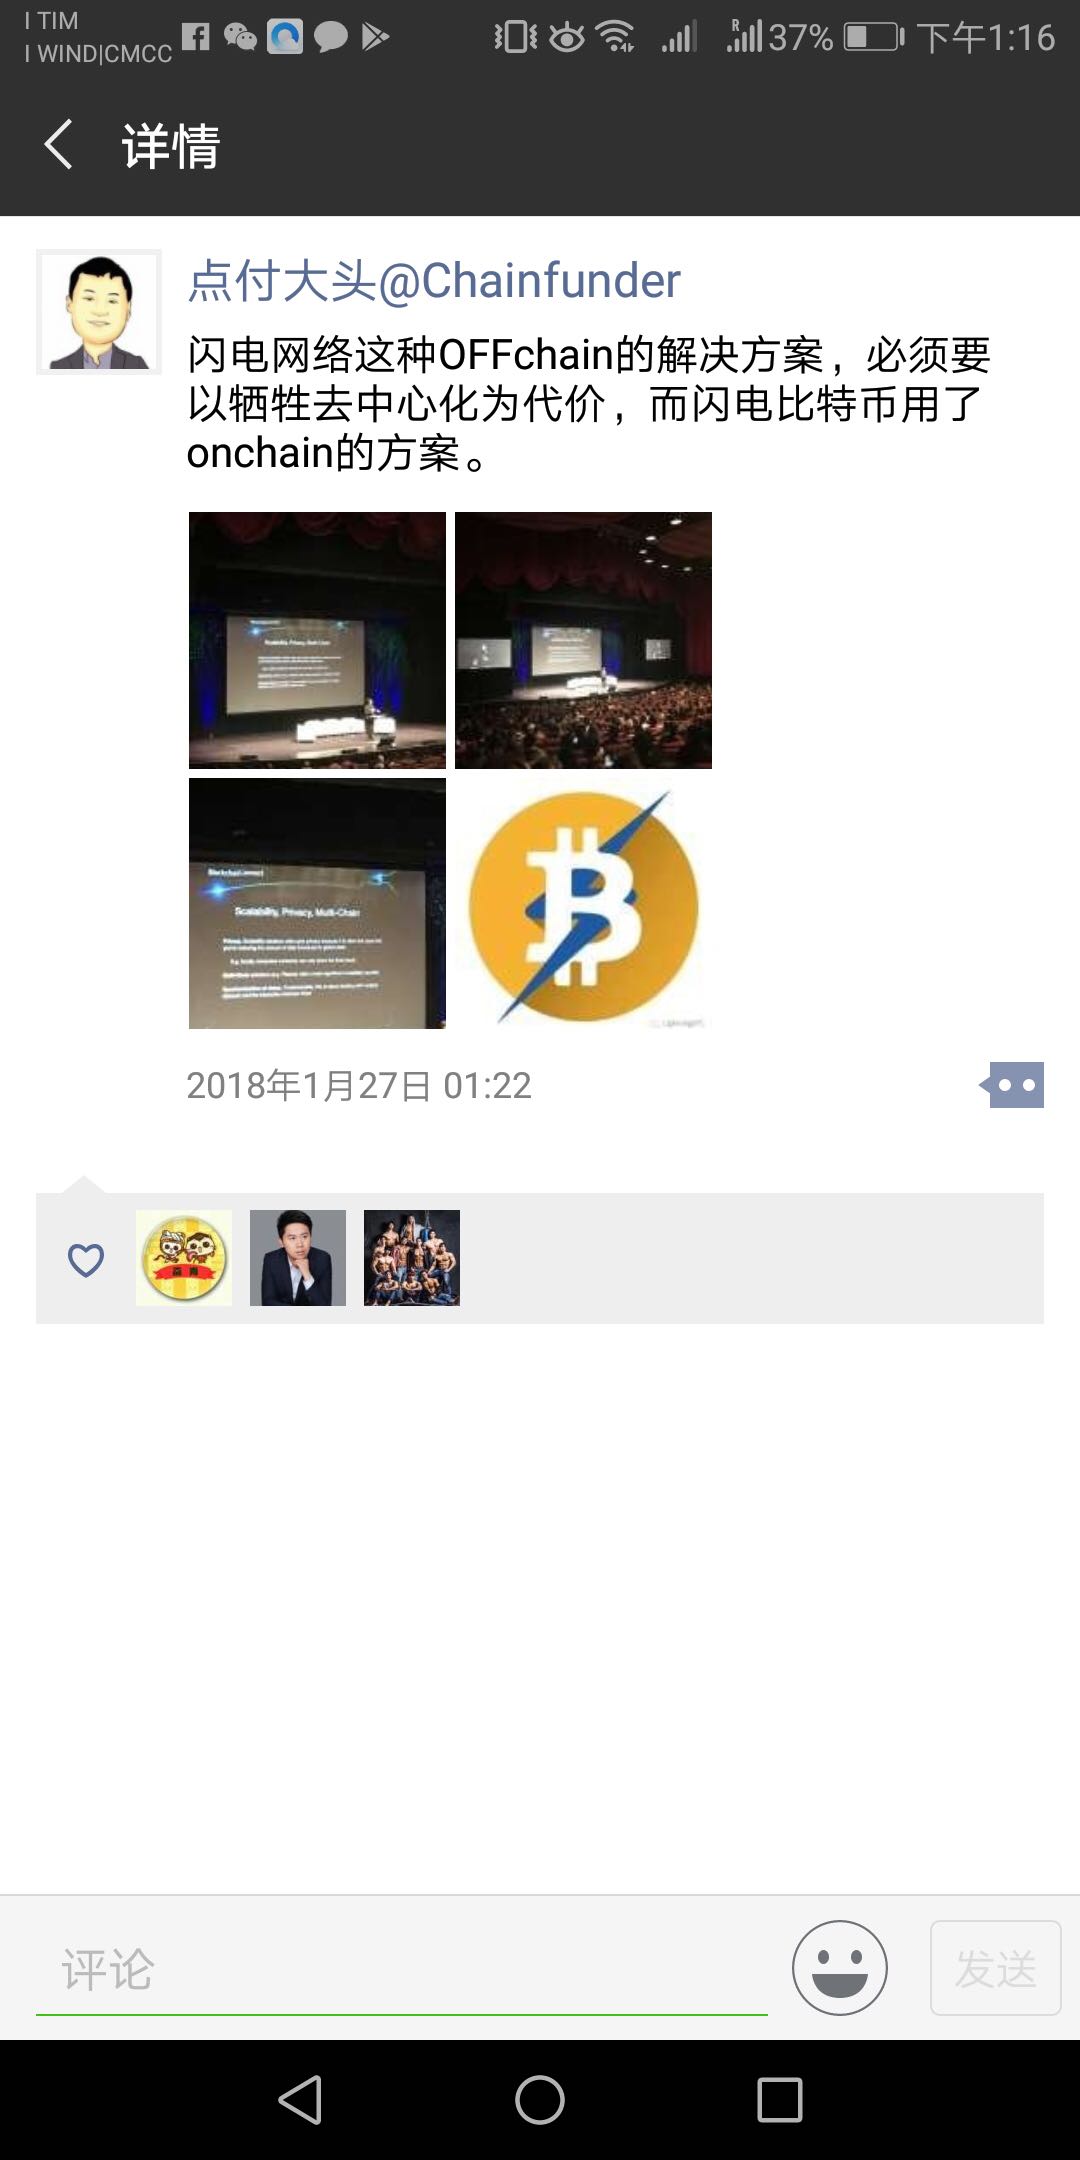 I TIM
I WIND|CMCC
37%
下午1:16
详情
点付大头@Chainfunder
闪电网络这种OFFchain的解决方案，必须要
以牺牲去中心化为代价，而闪电比特币用了
onchain的方案。
Scalability, Privacy, Multi-Chain
2018年1月27日 01:22
评论
发送